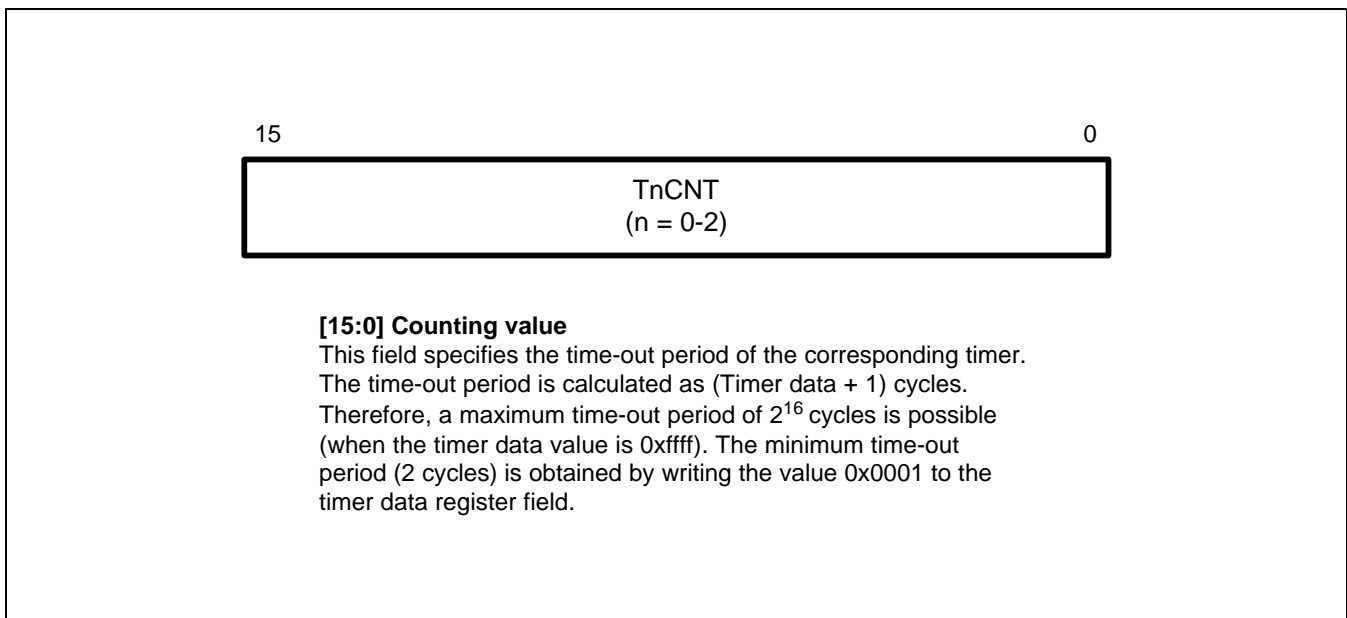 15 0
TnCNT
(n = 0-2)
[15:0] Counting value
This field specifies the time-out period of the corresponding timer.
The time-out period is calculated as (Timer data + 1) cycles.
Therefore, a maximum time-out period of 2¹⁶ cycles is possible
(when the timer data value is 0xffff). The minimum time-out
period (2 cycles) is obtained by writing the value 0x0001 to the
timer data register field.